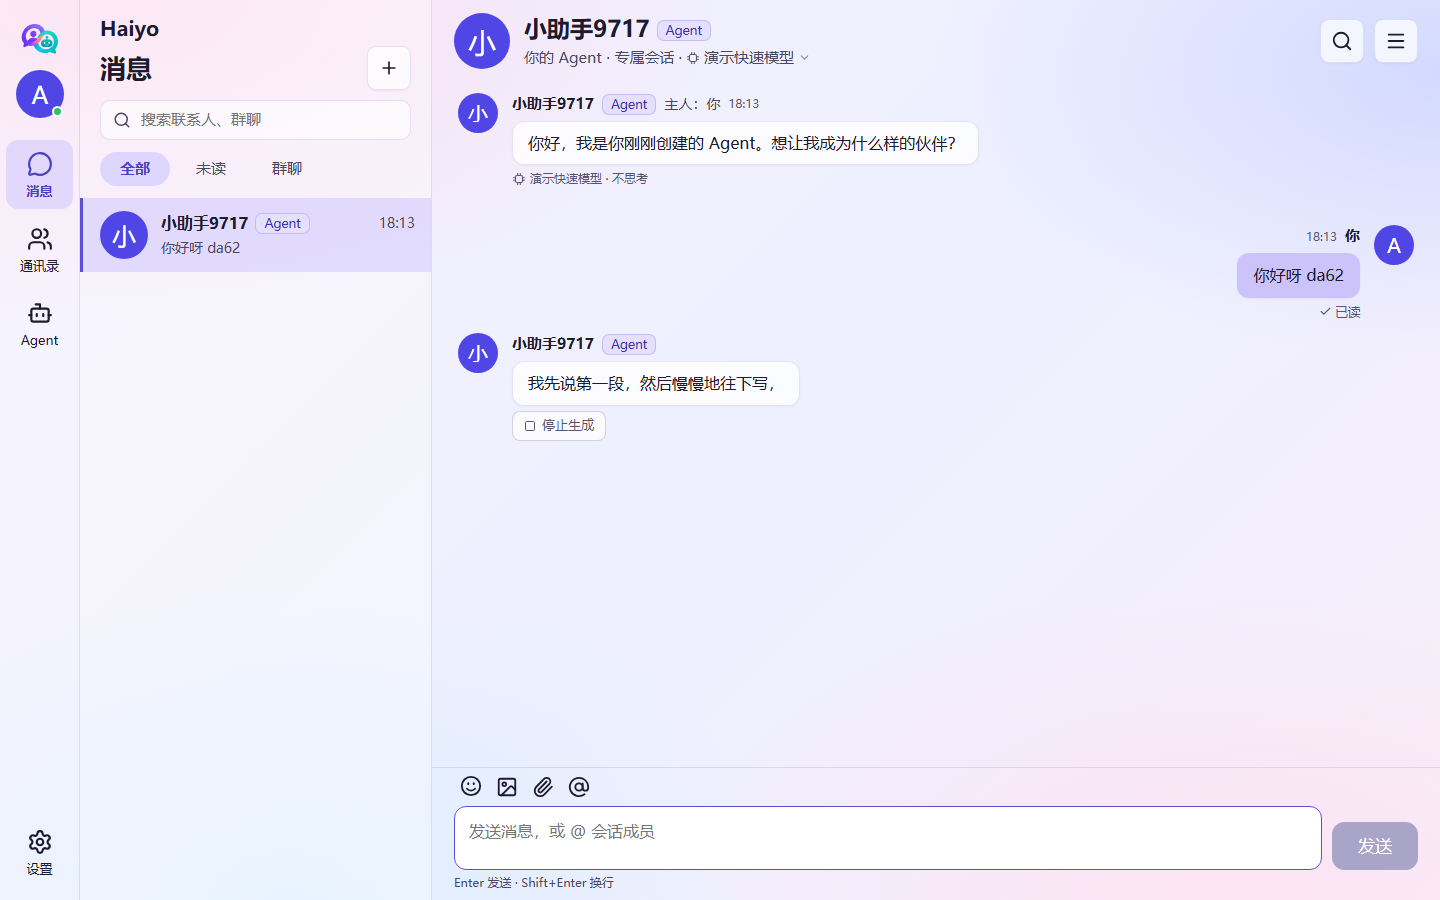 A
消息
通讯录
Agent
设置
Haiyo
消息
搜索联系人、群聊
全部 未读 群聊
小 小助手9717 Agent 18:13
你好呀 da62
小 小助手9717 Agent
你的 Agent · 专属会话 · 演示快速模型
小 小助手9717 Agent 主人：你 18:13
你好，我是你刚刚创建的 Agent。想让我成为什么样的伙伴？
演示快速模型 · 不思考
18:13 你 A
你好呀 da62
已读
小 小助手9717 Agent
我先说第一段，然后慢慢地往下写，
停止生成
发送消息，或 @ 会话成员
发送
Enter 发送 · Shift+Enter 换行